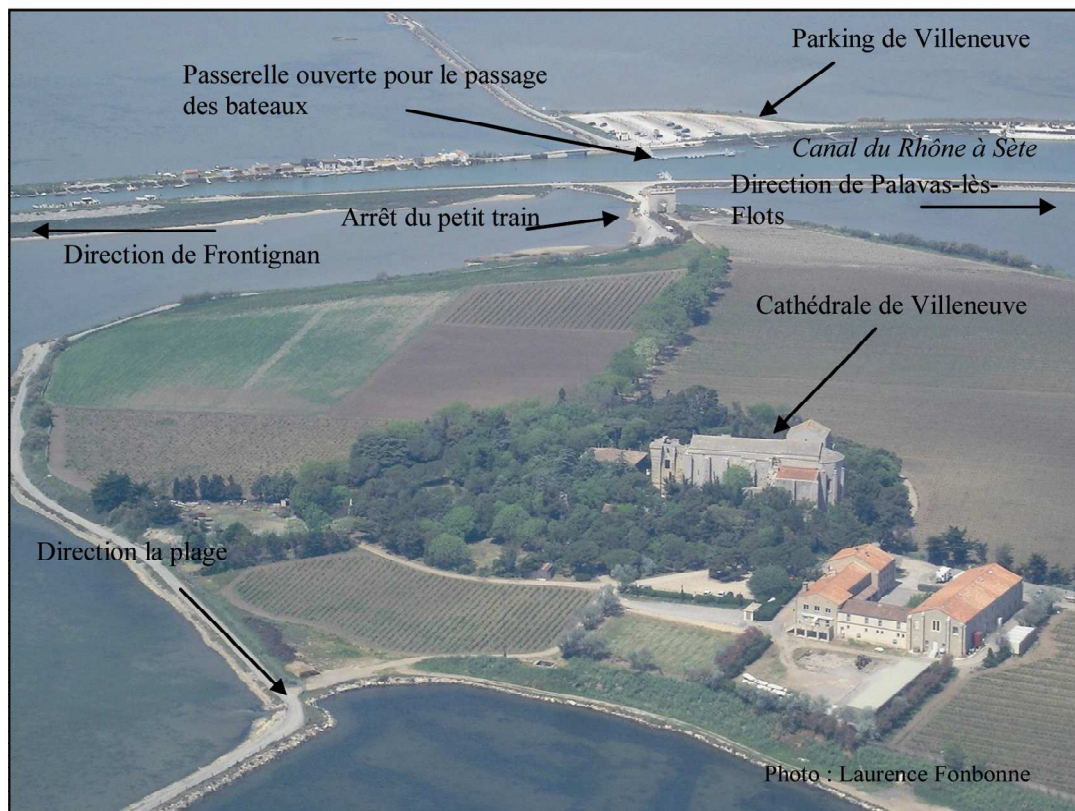 Parking de Villeneuve
Passerelle ouverte pour le passage
des bateaux
Canal du Rhône à Sète
Direction de Palavas-lès-
Flots
Arrêt du petit train
Direction de Frontignan
Cathédrale de Villeneuve
Direction la plage
Photo : Laurence Fonbonne